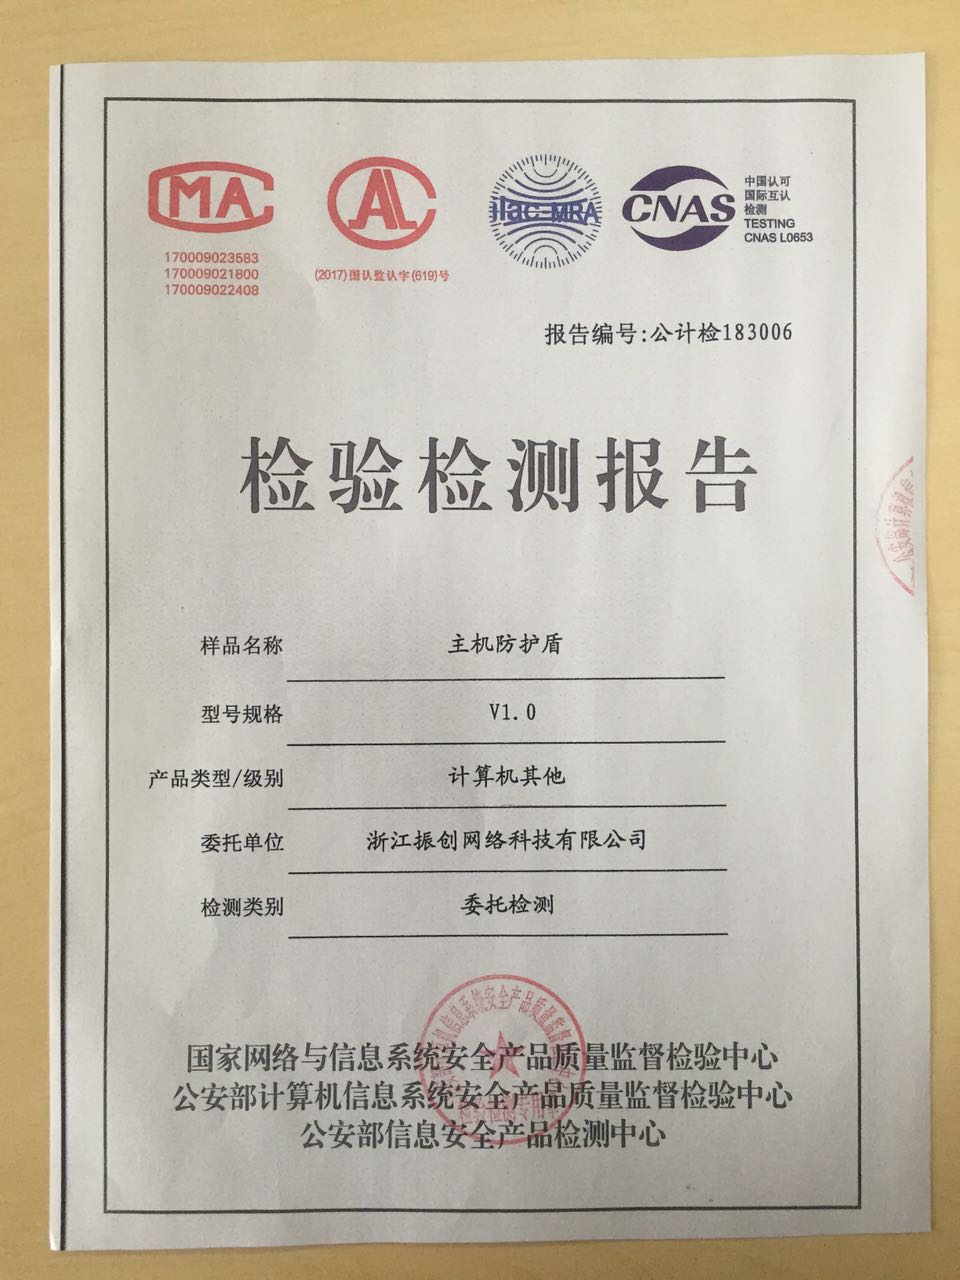 MA
170009023583
170009021800
170009022408
CAL
(2017)国认监认字(619)号
ilac-MRA
CNAS
中国认可
国际互认
检测
TESTING
CNAS L0653
报告编号:公计检183006
检验检测报告
样品名称 主机防护盾
型号规格 V1.0
产品类型/级别 计算机其他
委托单位 浙江振创网络科技有限公司
检测类别 委托检测
国家网络与信息系统安全产品质量监督检验中心
公安部计算机信息系统安全产品质量监督检验中心
公安部信息安全产品检测中心